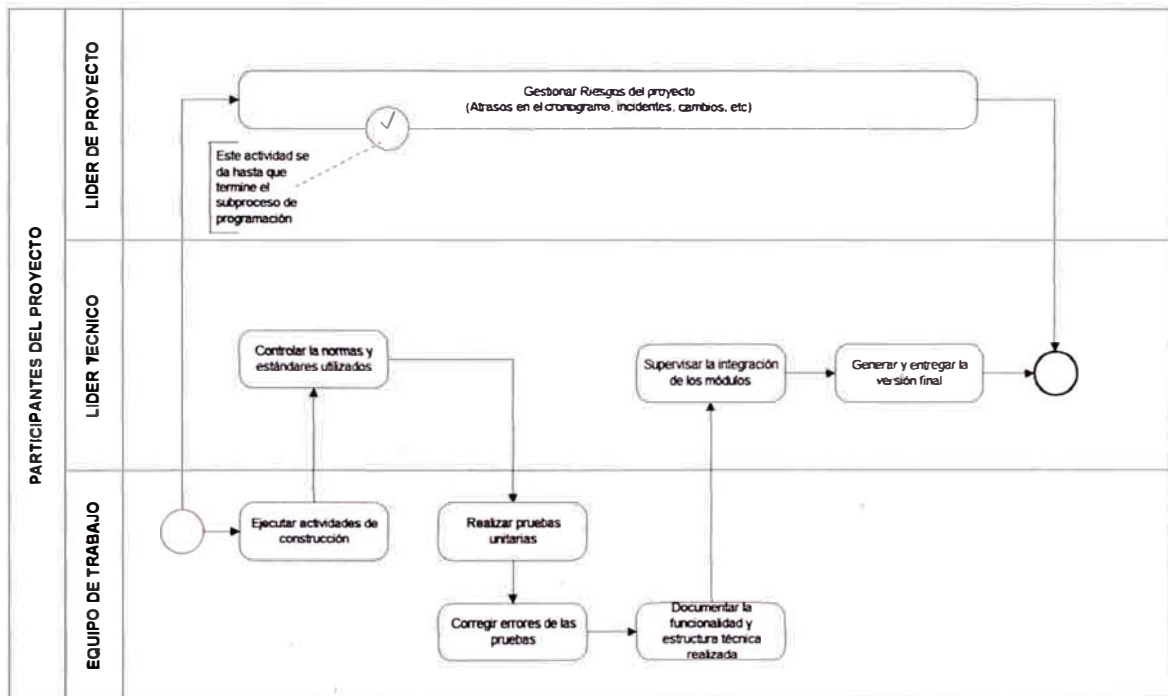 PARTICIPANTES DEL PROYECTO
LIDER DE PROYECTO
Gestionar Riesgos del proyecto
(Atrasos en el cronograma, incidentes, cambios, etc)
Este actividad se
da hasta que
termine el
subproceso de
programación
LIDER TECNICO
Controlar la normas y
estándares utilizados
Supervisar la integración
de los módulos
Generar y entregar la
versión final
EQUIPO DE TRABAJO
Ejecutar actividades de
construcción
Realizar pruebas
unitarias
Corregir errores de las
pruebas
Documentar la
funcionalidad y
estructura técnica
realizada